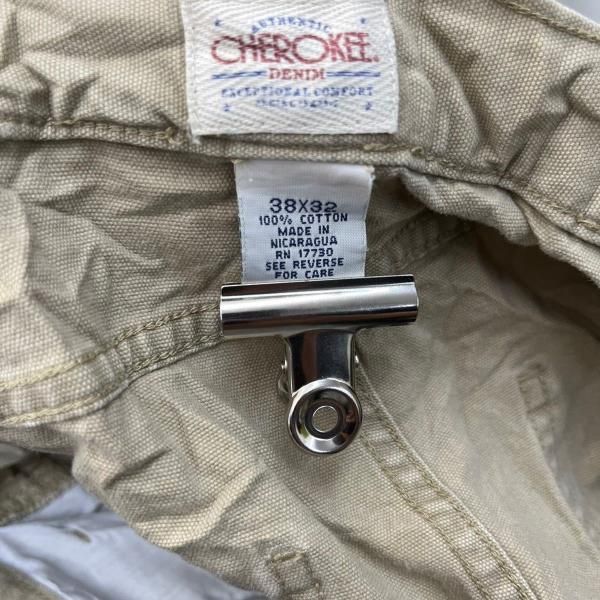 AUTHENTIC
CHEROKEE
DENIM
EXCEPTIONAL COMFORT
38X32
100% COTTON
MADE IN
NICARAGUA
RN 17730
SEE REVERSE
FOR CARE